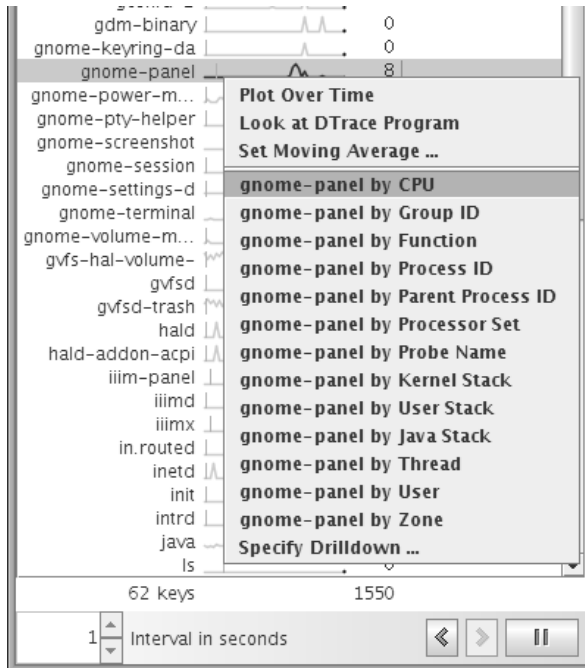 gdm-binary 0
gnome-keyring-da 0
gnome-panel 8
gnome-power-m...
gnome-pty-helper
gnome-screenshot
gnome-session
gnome-settings-d
gnome-terminal
gnome-volume-m...
gvfs-hal-volume-
gvfsd
gvfsd-trash
hald
hald-addon-acpi
iiim-panel
iiimd
iiimx
in.routed
inetd
init
intrd
java
ls
Plot Over Time
Look at DTrace Program
Set Moving Average ...
gnome-panel by CPU
gnome-panel by Group ID
gnome-panel by Function
gnome-panel by Process ID
gnome-panel by Parent Process ID
gnome-panel by Processor Set
gnome-panel by Probe Name
gnome-panel by Kernel Stack
gnome-panel by User Stack
gnome-panel by Java Stack
gnome-panel by Thread
gnome-panel by User
gnome-panel by Zone
Specify Drilldown ...
62 keys 1550
1 Interval in seconds